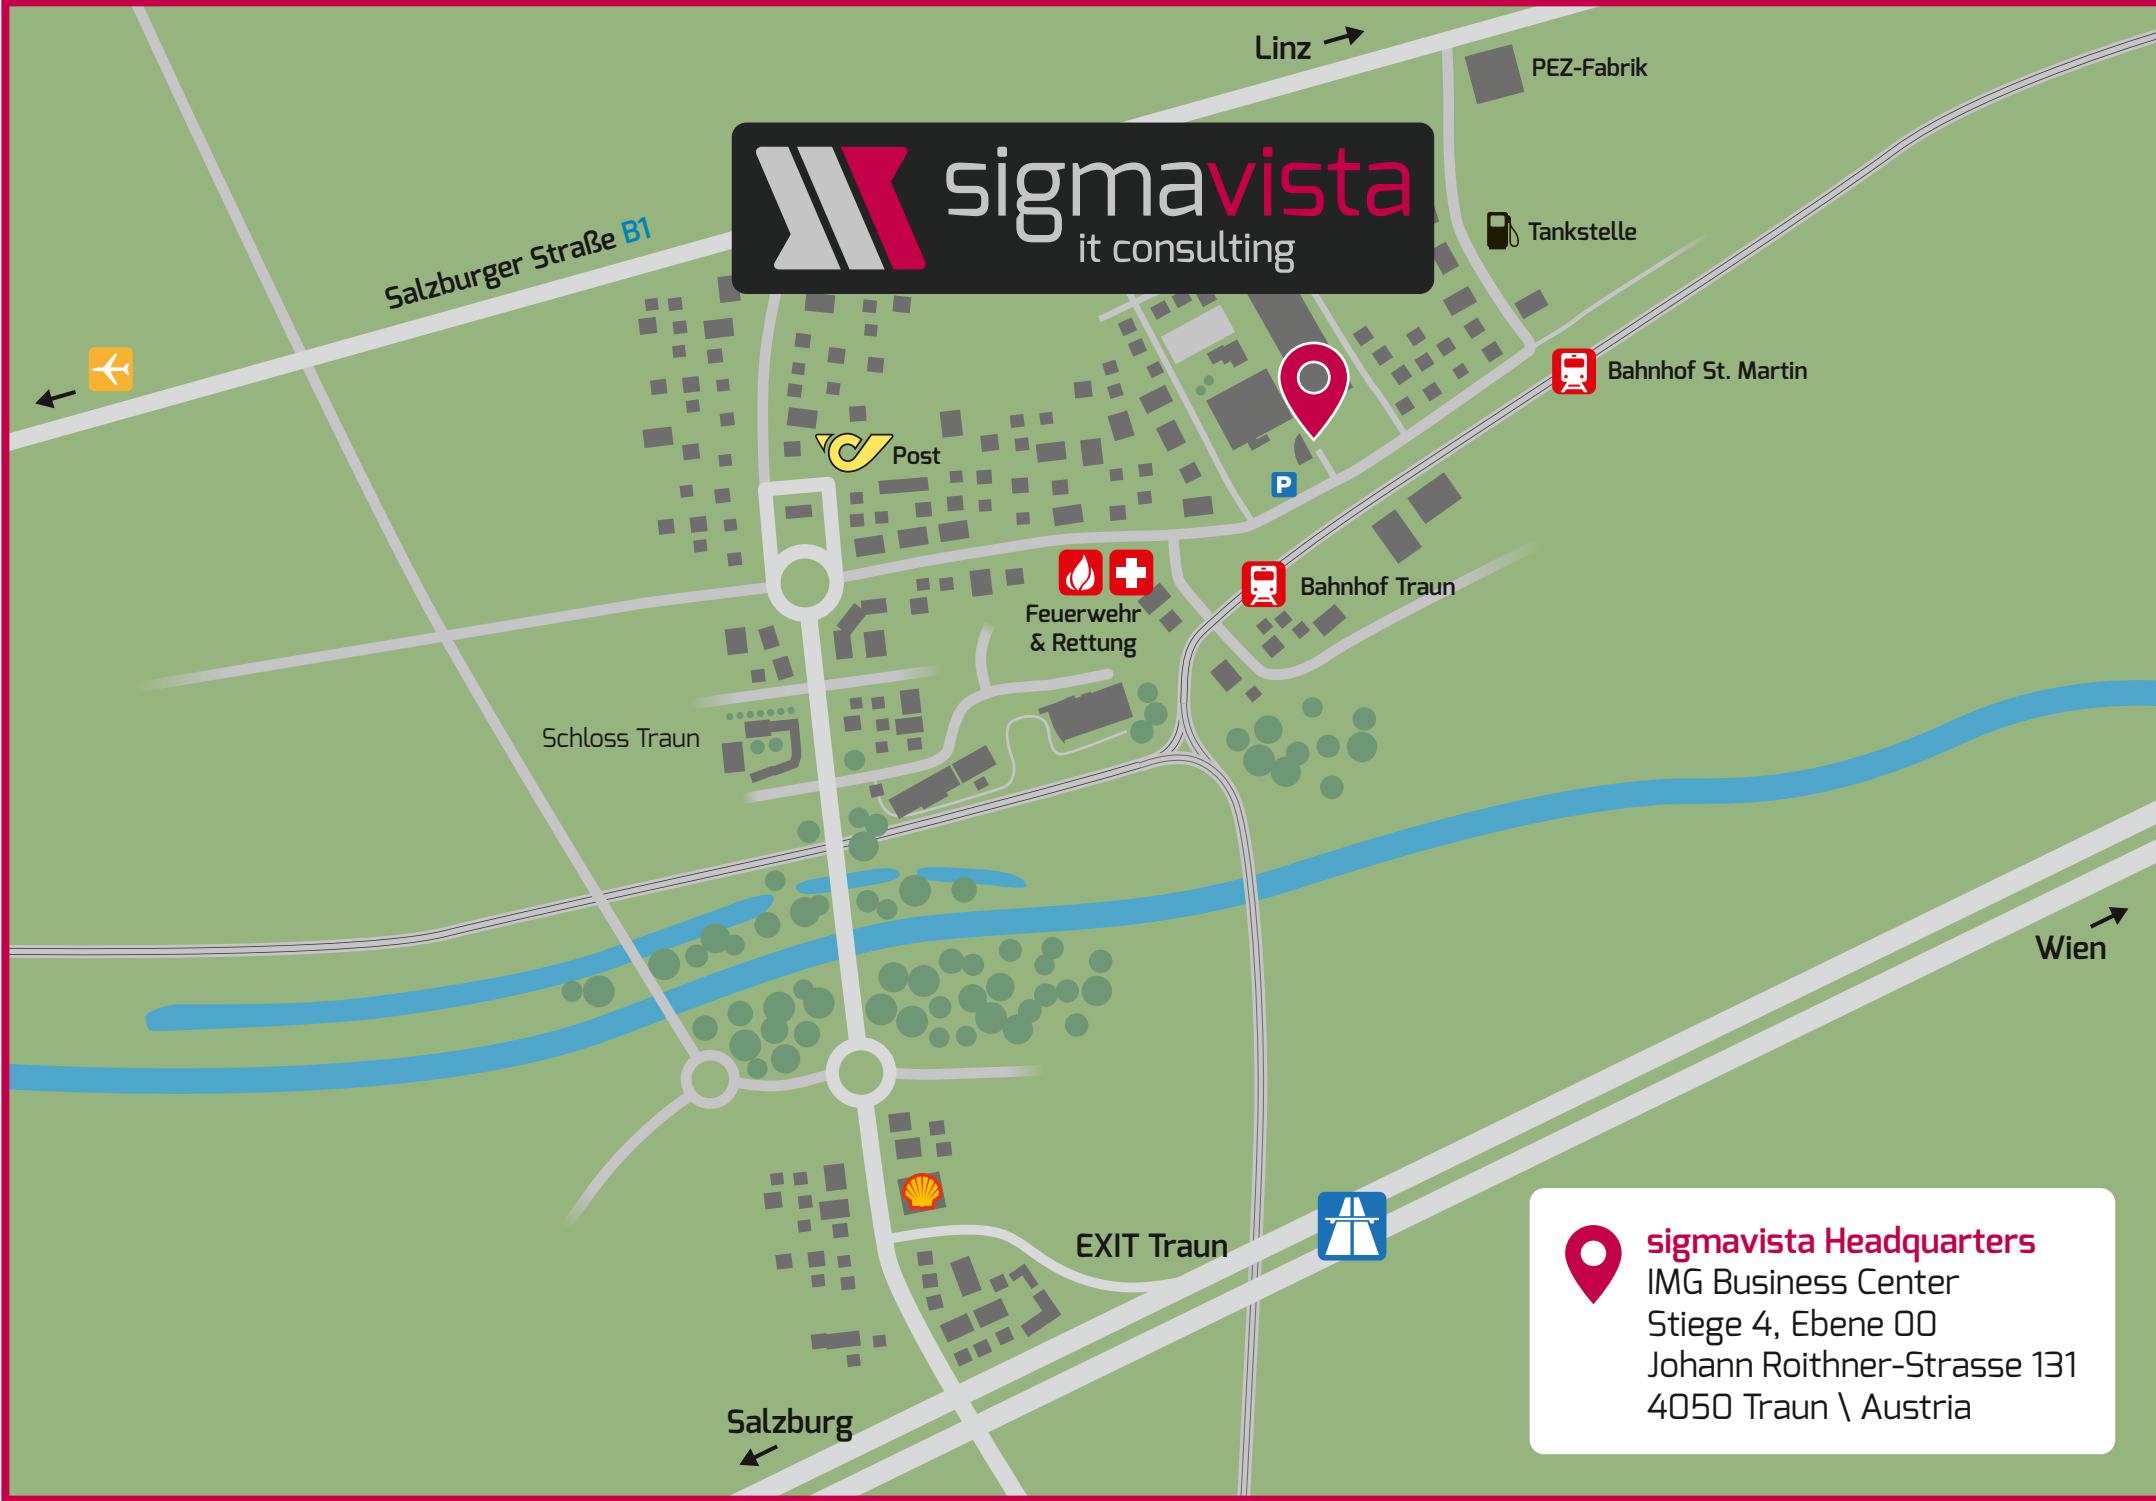 Linz
PEZ-Fabrik
sigmavista
it consulting
Salzburger Straße B1
Tankstelle
Bahnhof St. Martin
Post
P
Bahnhof Traun
Feuerwehr
& Rettung
Schloss Traun
Wien
EXIT Traun
sigmavista Headquarters
IMG Business Center
Stiege 4, Ebene 00
Johann Roithner-Strasse 131
4050 Traun \ Austria
Salzburg